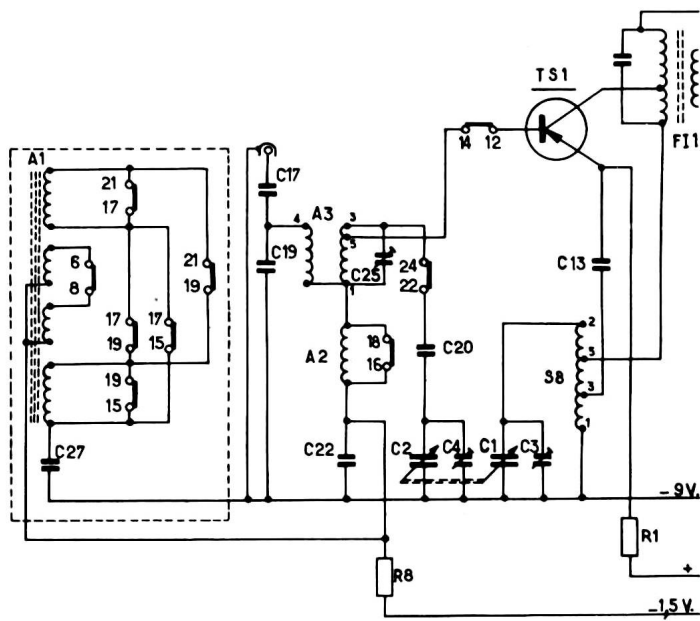 TS1
FI1
14 12
A1
21
17
6
8
21
19
17
19
17
15
19
15
C27
C17
C19
4 A3 3
5
C25
1
24
22
C20
A2
18
16
C22
C2 C4 C1 C3
C13
2
5
S8
3
1
–9V.
R1
+
R8
–1,5 V.